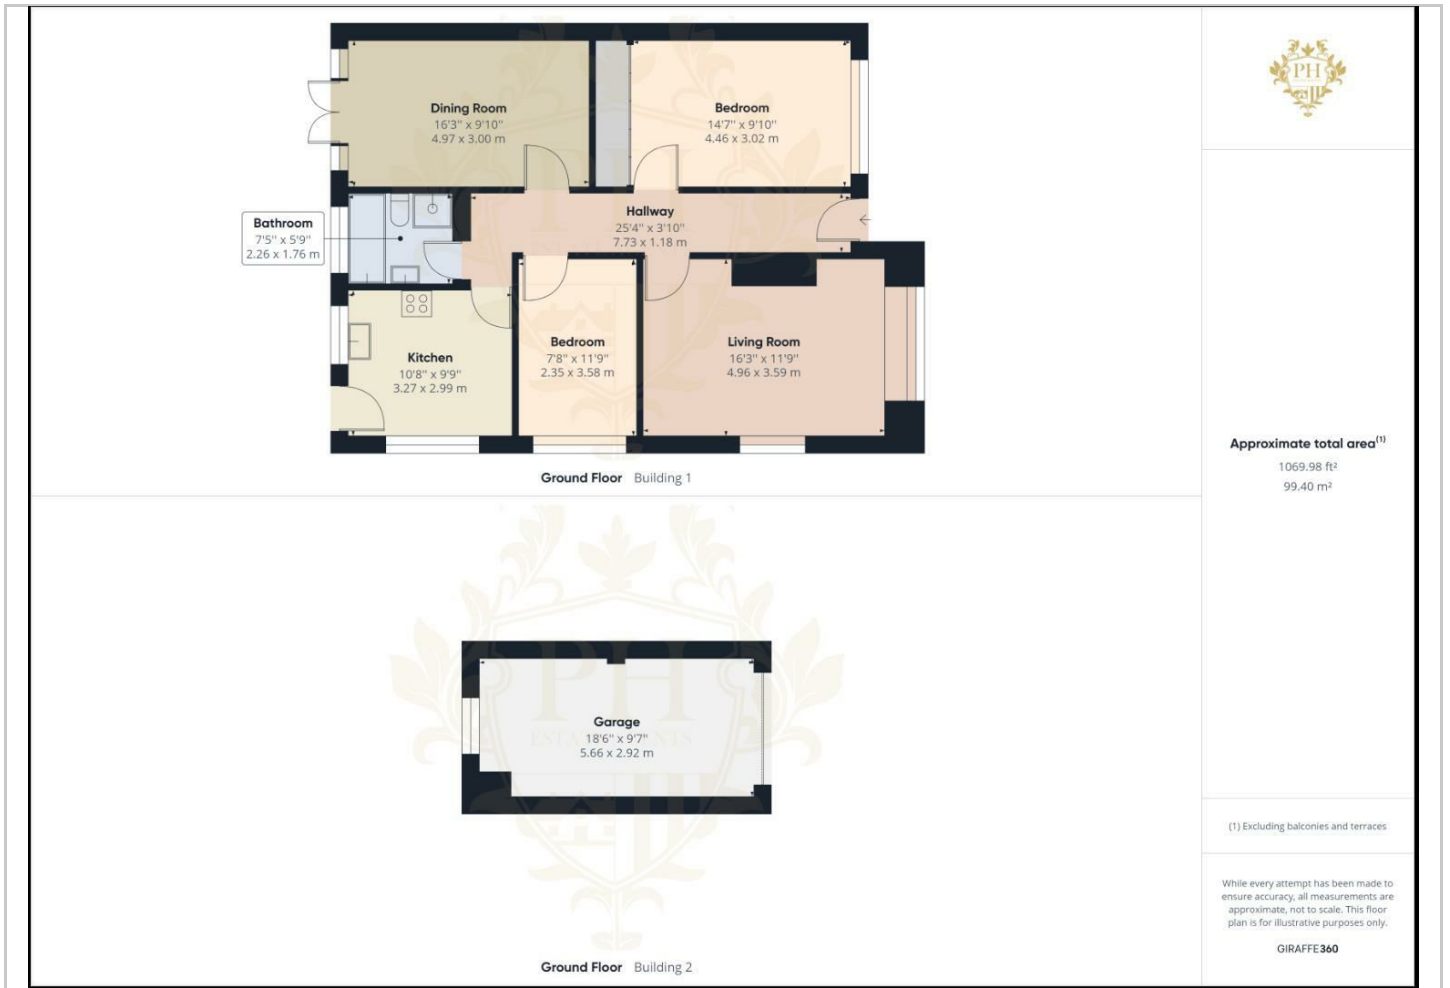 Dining Room
16'3" x 9'10"
4.97 x 3.00 m
Bedroom
14'7" x 9'10"
4.46 x 3.02 m
Bathroom
7'5" x 5'9"
2.26 x 1.76 m
Hallway
25'4" x 3'10"
7.73 x 1.18 m
Kitchen
10'8" x 9'9"
3.27 x 2.99 m
Bedroom
7'8" x 11'9"
2.35 x 3.58 m
Living Room
16'3" x 11'9"
4.96 x 3.59 m
Ground Floor Building 1
PH
Garage
18'6" x 9'7"
5.66 x 2.92 m
Ground Floor Building 2
PH
Approximate total area(1)
1069.98 ft²
99.40 m²
(1) Excluding balconies and terraces
While every attempt has been made to
ensure accuracy, all measurements are
approximate, not to scale. This floor
plan is for illustrative purposes only.
GIRAFFE360